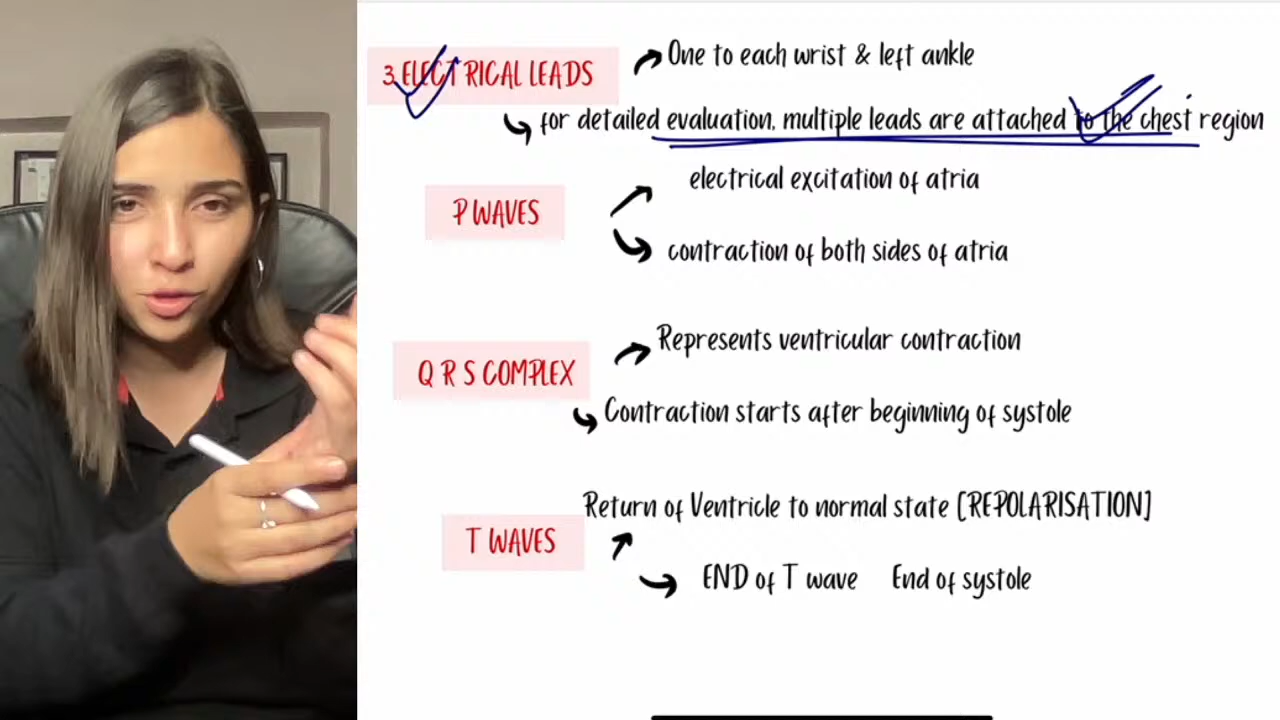 3 ELECTRICAL LEADS
One to each wrist & left ankle
for detailed evaluation, multiple leads are attached to the chest region
P WAVES
electrical excitation of atria
contraction of both sides of atria
Q R S COMPLEX
Represents ventricular contraction
Contraction starts after beginning of systole
T WAVES
Return of Ventricle to normal state [REPOLARISATION]
END of T wave End of systole